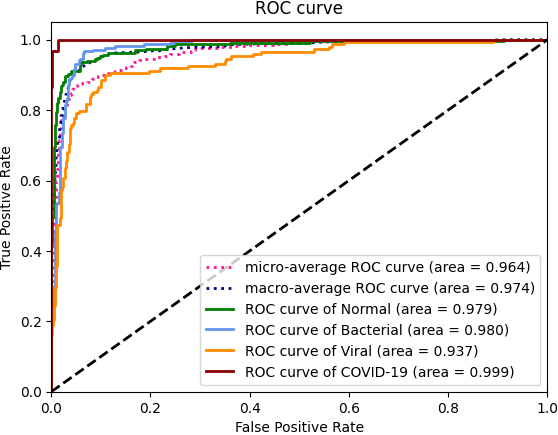 ROC curve
True Positive Rate
1.0
0.8
0.6
0.4
0.2
0.0
micro-average ROC curve (area = 0.964)
macro-average ROC curve (area = 0.974)
ROC curve of Normal (area = 0.979)
ROC curve of Bacterial (area = 0.980)
ROC curve of Viral (area = 0.937)
ROC curve of COVID-19 (area = 0.999)
0.0 0.2 0.4 0.6 0.8 1.0
False Positive Rate